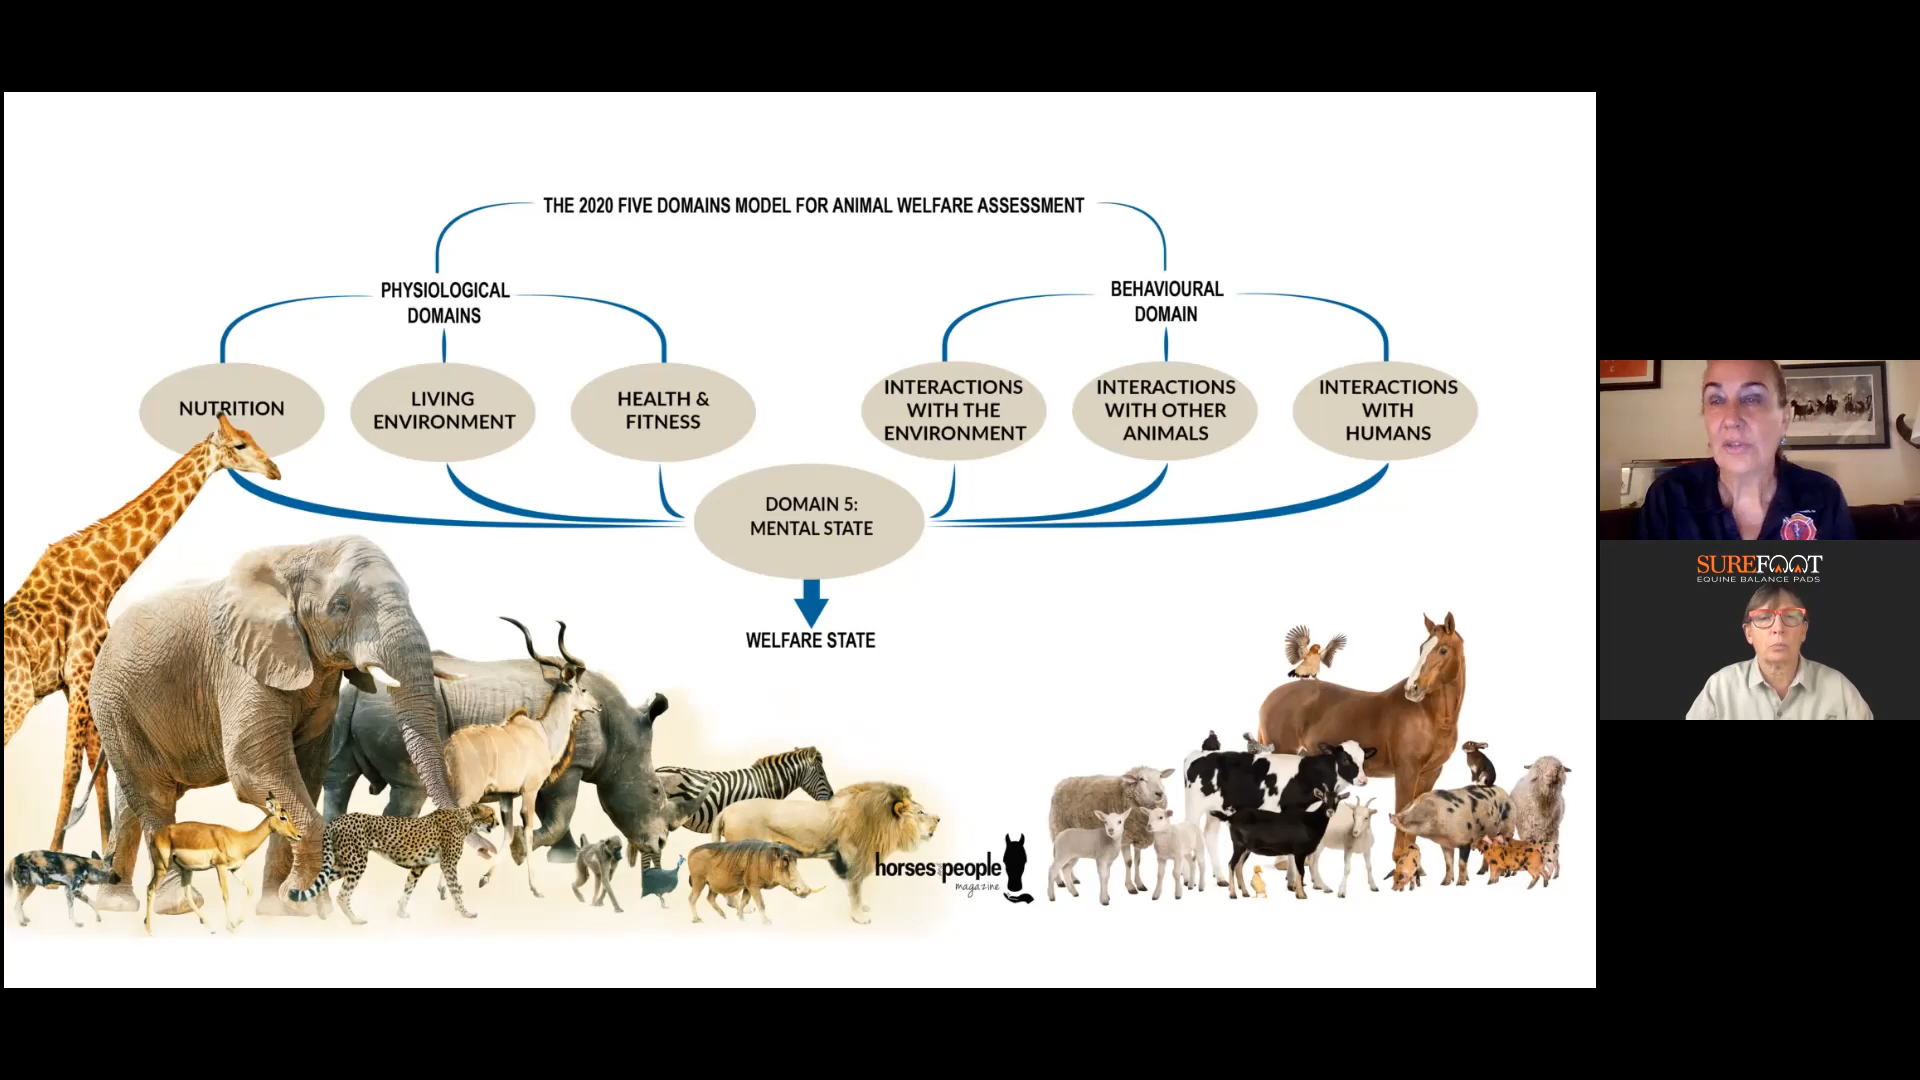 THE 2020 FIVE DOMAINS MODEL FOR ANIMAL WELFARE ASSESSMENT
PHYSIOLOGICAL
DOMAINS
BEHAVIOURAL
DOMAIN
NUTRITION
LIVING
ENVIRONMENT
HEALTH &
FITNESS
INTERACTIONS
WITH THE
ENVIRONMENT
INTERACTIONS
WITH OTHER
ANIMALS
INTERACTIONS
WITH
HUMANS
DOMAIN 5:
MENTAL STATE
WELFARE STATE
horses people
magazine
SUREFOOT
EQUINE BALANCE PADS